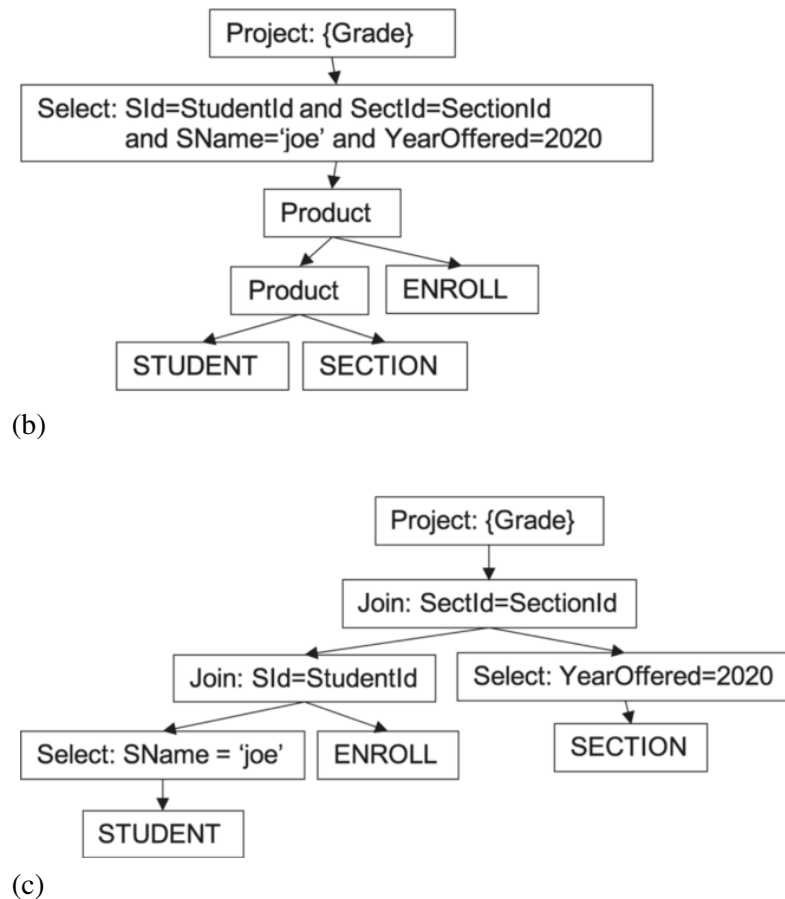 Project: {Grade}
Select: SId=StudentId and SectId=SectionId
and SName=‘joe’ and YearOffered=2020
Product
Product
ENROLL
STUDENT
SECTION
(b)
Project: {Grade}
Join: SectId=SectionId
Join: SId=StudentId
Select: YearOffered=2020
Select: SName = ‘joe’
ENROLL
SECTION
STUDENT
(c)